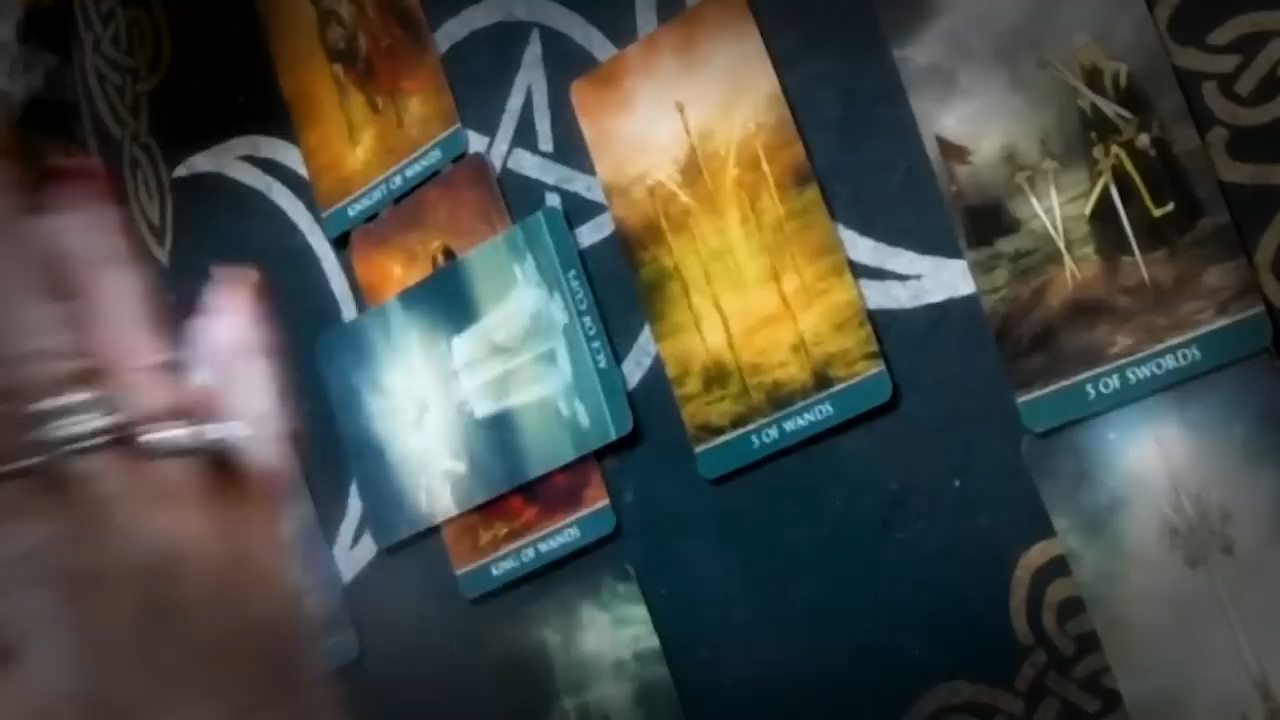 KNIGHT OF WANDS
ACE OF CUPS
5 OF WANDS
5 OF SWORDS
KING OF WANDS